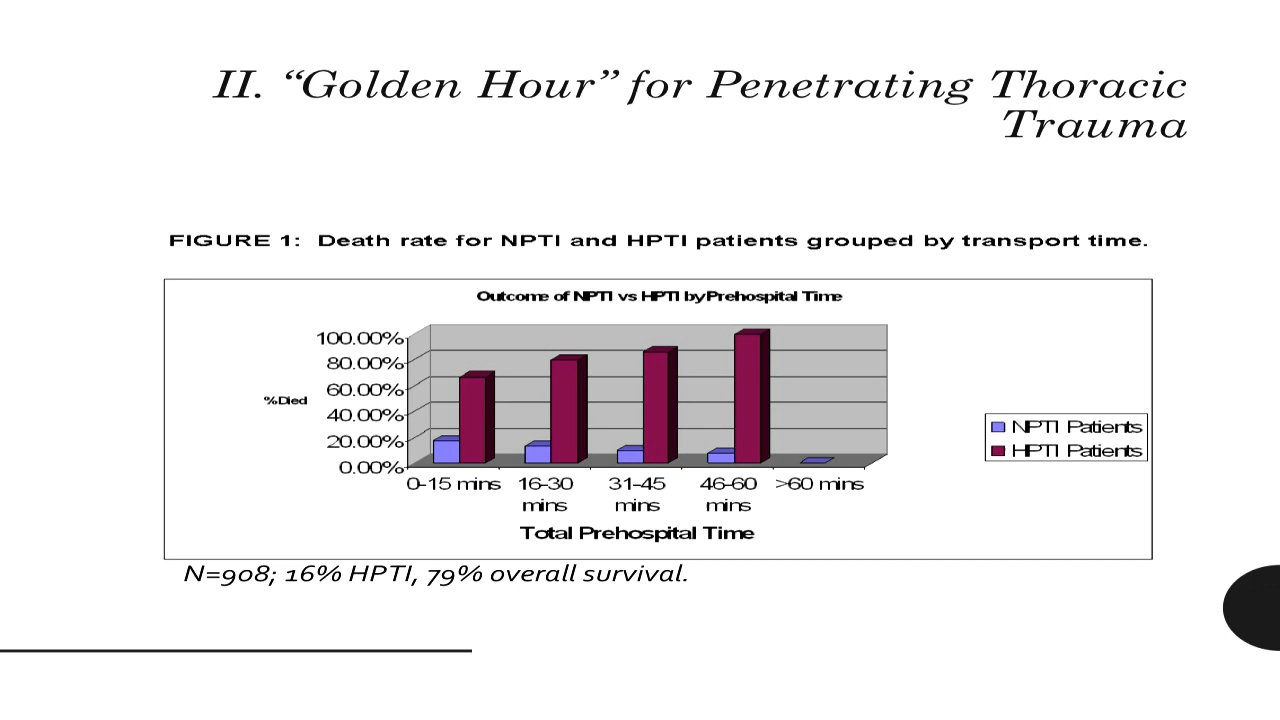 II. “Golden Hour” for Penetrating Thoracic
Trauma
FIGURE 1:  Death rate for NPTI and HPTI patients grouped by transport time.
Outcome of NPTI vs HPTI by Prehospital Time
100.00%
80.00%
60.00%
40.00%
20.00%
0.00%
%Died
0-15 mins 16-30 31-45 46-60 >60 mins
mins mins mins
Total Prehospital Time
NPTI Patients
HPTI Patients
N=908; 16% HPTI, 79% overall survival.